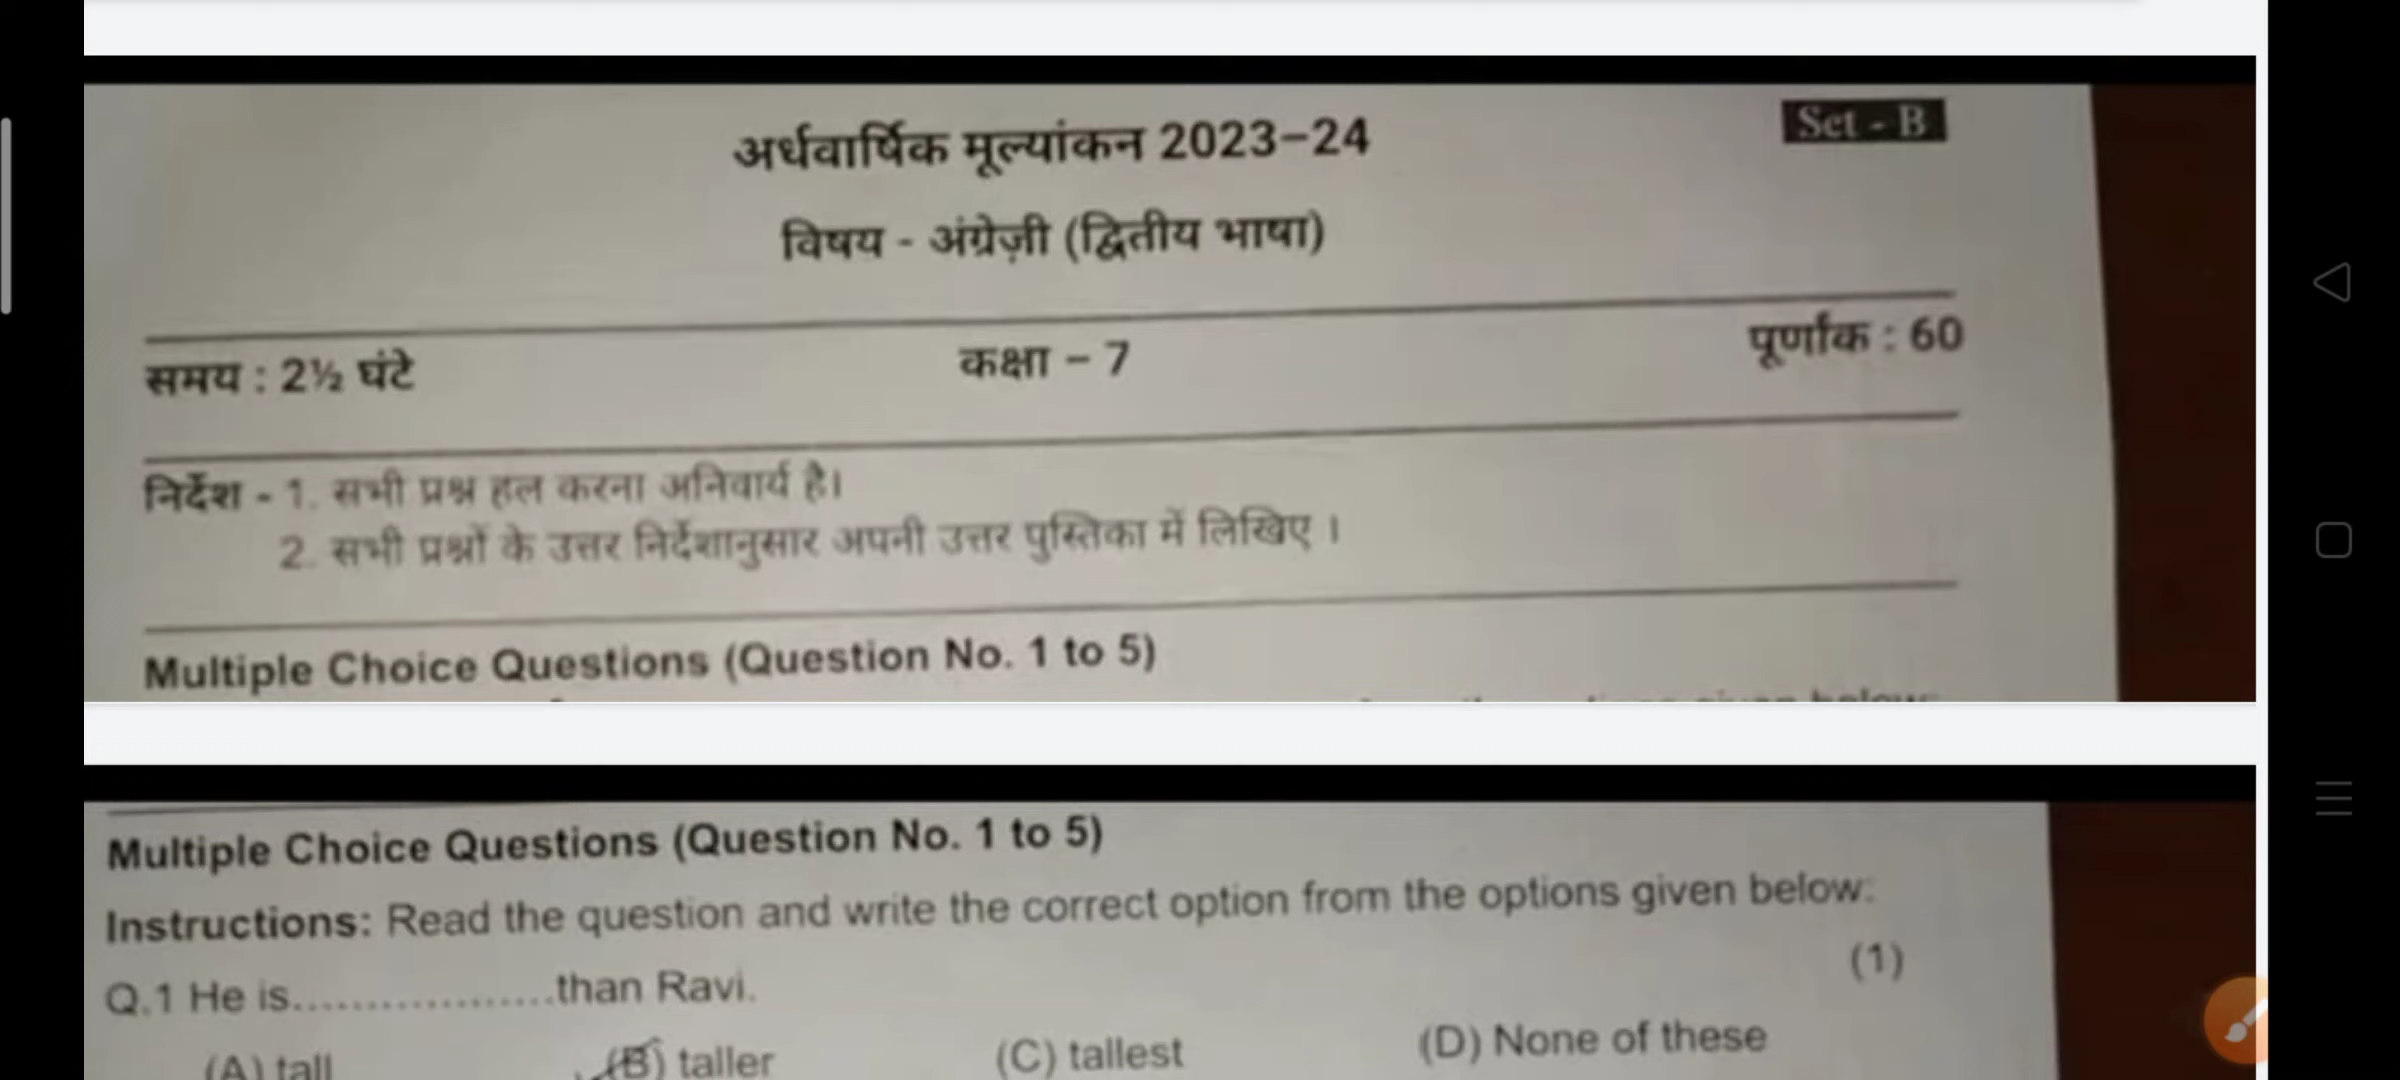 Set - B
अर्धवार्षिक मूल्यांकन 2023-24
विषय - अंग्रेज़ी (द्वितीय भाषा)
समय : 2½ घंटे कक्षा - 7 पूर्णांक : 60
निर्देश - 1. सभी प्रश्न हल करना अनिवार्य है।
2. सभी प्रश्नों के उत्तर निर्देशानुसार अपनी उत्तर पुस्तिका में लिखिए ।
Multiple Choice Questions (Question No. 1 to 5)
given below:
Multiple Choice Questions (Question No. 1 to 5)
Instructions: Read the question and write the correct option from the options given below:
(1)
Q.1 He is..................than Ravi.
(A) tall (B) taller (C) tallest (D) None of these